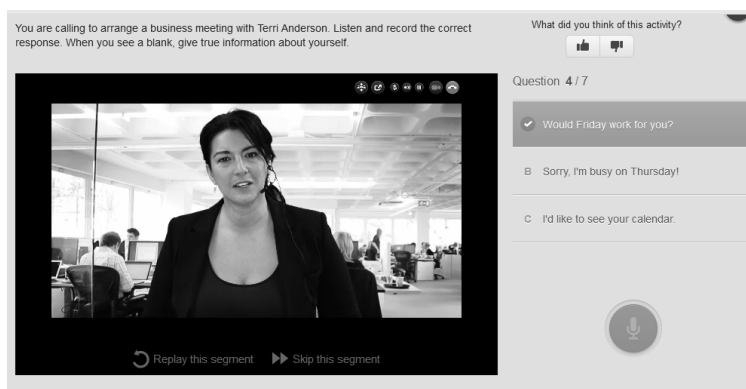 You are calling to arrange a business meeting with Terri Anderson. Listen and record the correct
response. When you see a blank, give true information about yourself.
What did you think of this activity?
Question 4 / 7
Would Friday work for you?
B Sorry, I'm busy on Thursday!
C I'd like to see your calendar.
Replay this segment
Skip this segment